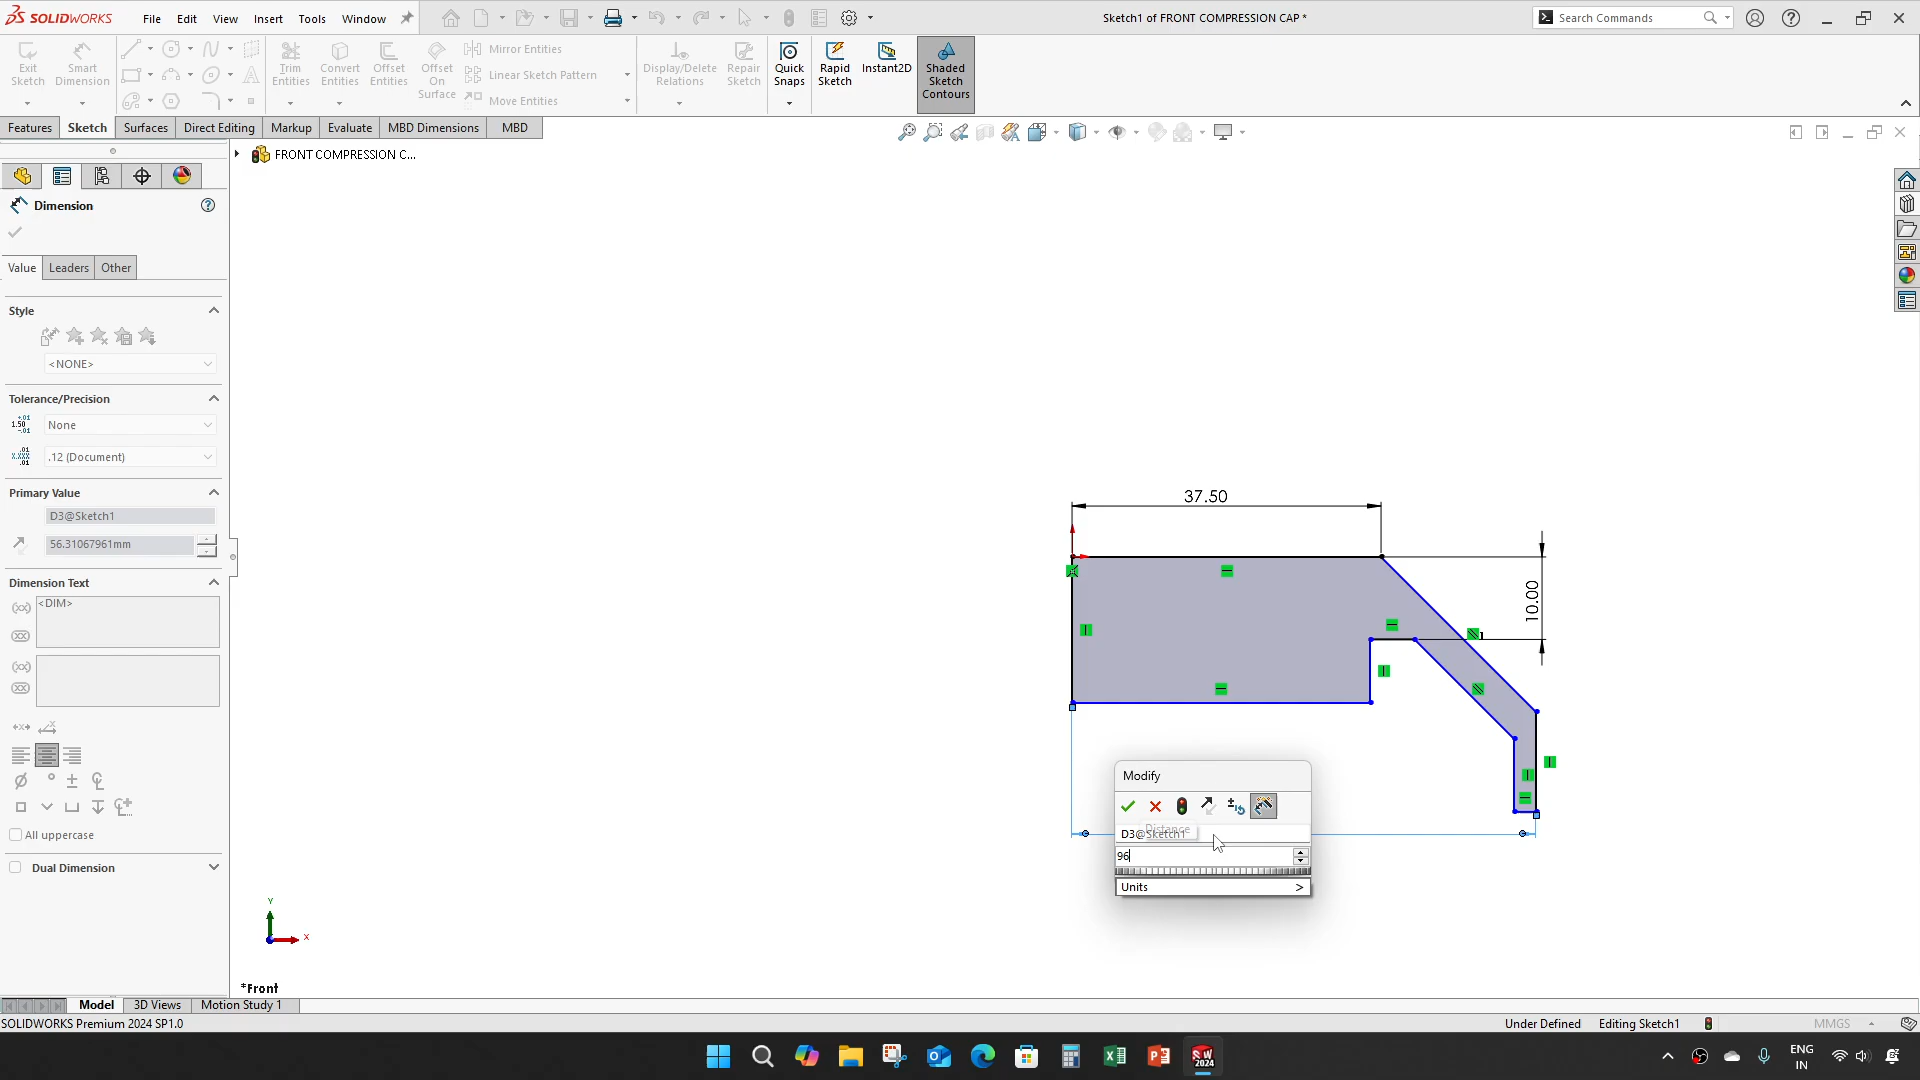 SOLIDWORKS File Edit View Insert Tools Window Sketch1 of FRONT COMPRESSION CAP * Search Commands
Exit Sketch
Smart Dimension
Trim Entities
Convert Entities
Offset Entities
Offset On Surface
Mirror Entities
Linear Sketch Pattern
Move Entities
Display/Delete Relations
Repair Sketch
Quick Snaps
Rapid Sketch
Instant2D
Shaded Sketch Contours
Features Sketch Surfaces Direct Editing Markup Evaluate MBD Dimensions MBD
FRONT COMPRESSION C...
Dimension
Value Leaders Other
Style
<NONE>
Tolerance/Precision
None
.12 (Document)
Primary Value
D3@Sketch1
56.31067961mm
Dimension Text
<DIM>
All uppercase
Dual Dimension
37.50
10.00
1
Modify
D3@Sketch1
Distance
96
Units >
Y
X
*Front
Model 3D Views Motion Study 1
SOLIDWORKS Premium 2024 SP1.0 Under Defined Editing Sketch1 MMGS
SW 2024
ENG
IN